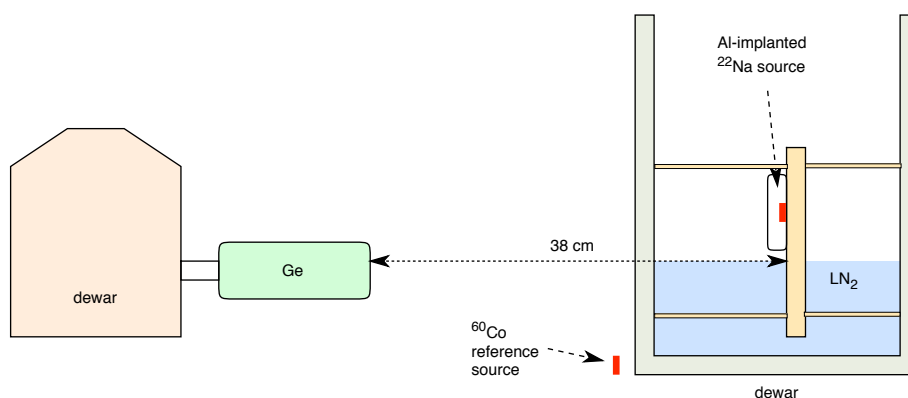 Al-implanted
²²Na source
38 cm
Ge
LN₂
dewar
⁶⁰Co
reference
source
dewar